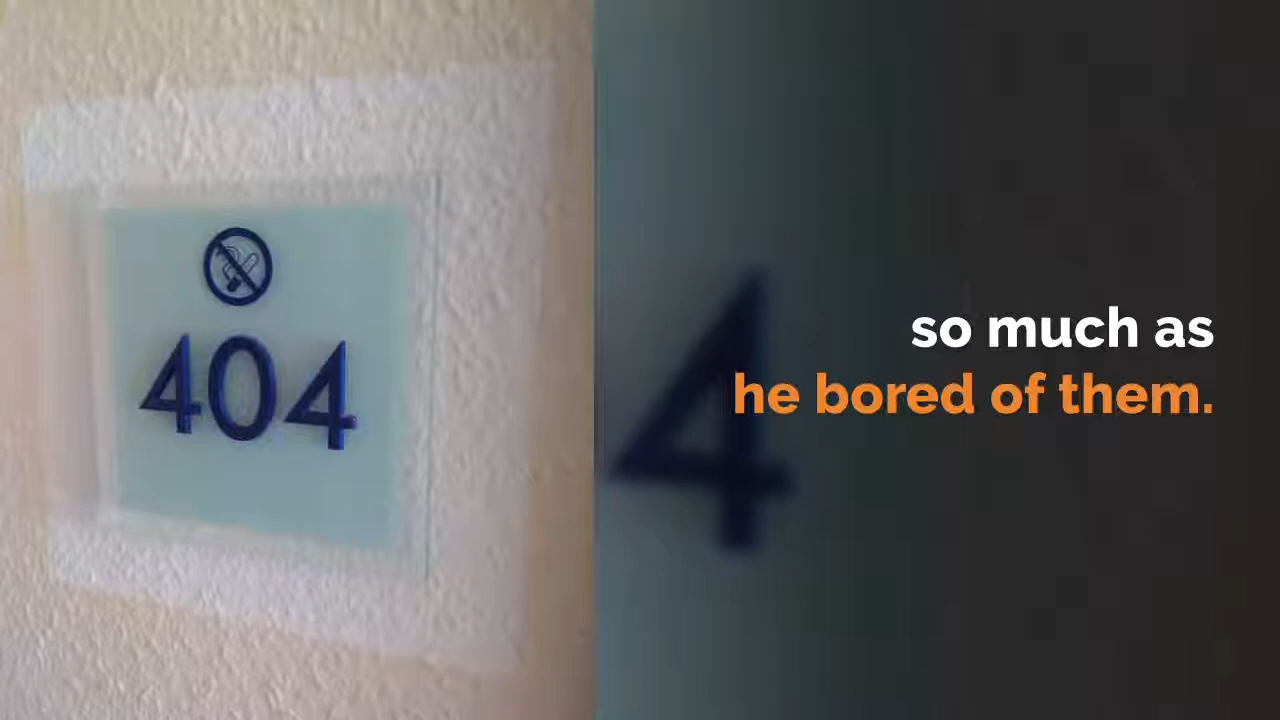 404
4
so much as
he bored of them.